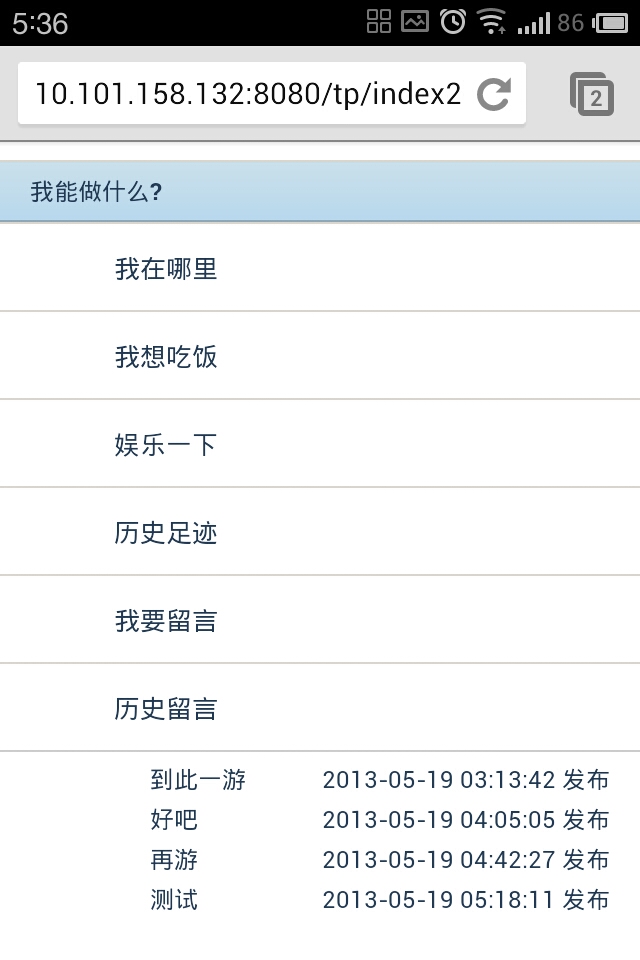 5:36 86
10.101.158.132:8080/tp/index2 2
我能做什么?
我在哪里
我想吃饭
娱乐一下
历史足迹
我要留言
历史留言
到此一游 2013-05-19 03:13:42 发布
好吧 2013-05-19 04:05:05 发布
再游 2013-05-19 04:42:27 发布
测试 2013-05-19 05:18:11 发布